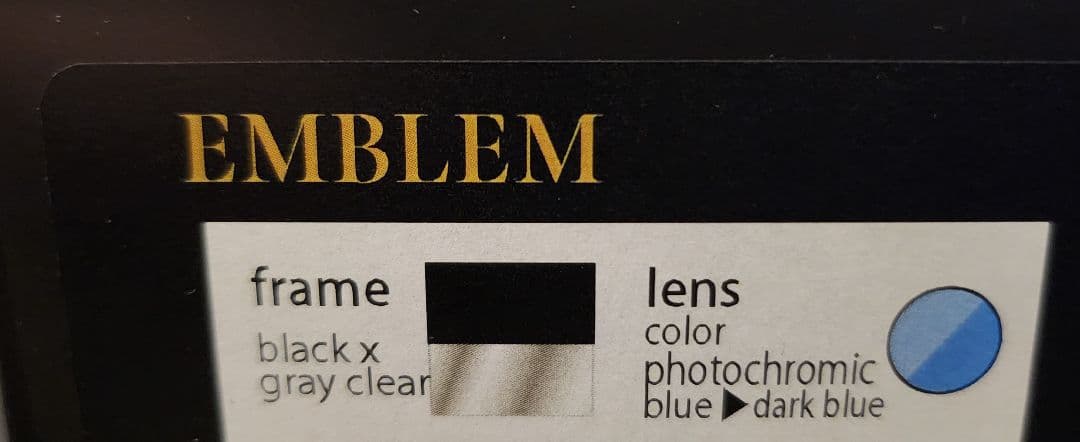 EMBLEM
frame
black x
gray clear
lens
color
photochromic
blue ▶ dark blue